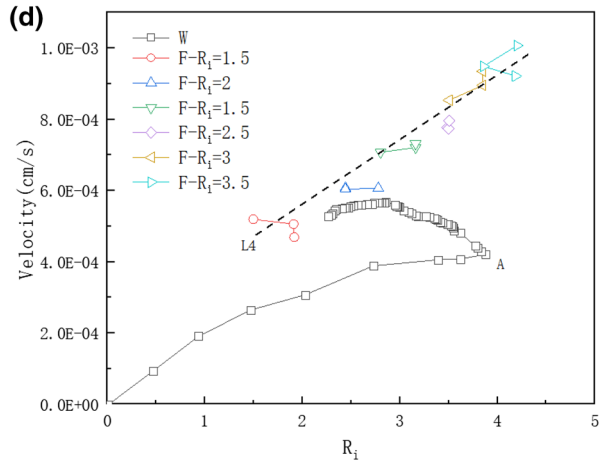 (d)
W
F-Ri=1.5
F-Ri=2
F-Ri=1.5
F-Ri=2.5
F-Ri=3
F-Ri=3.5
1.0E-03
8.0E-04
6.0E-04
4.0E-04
2.0E-04
0.0E+00
Velocity(cm/s)
L4
A
0 1 2 3 4 5
Ri